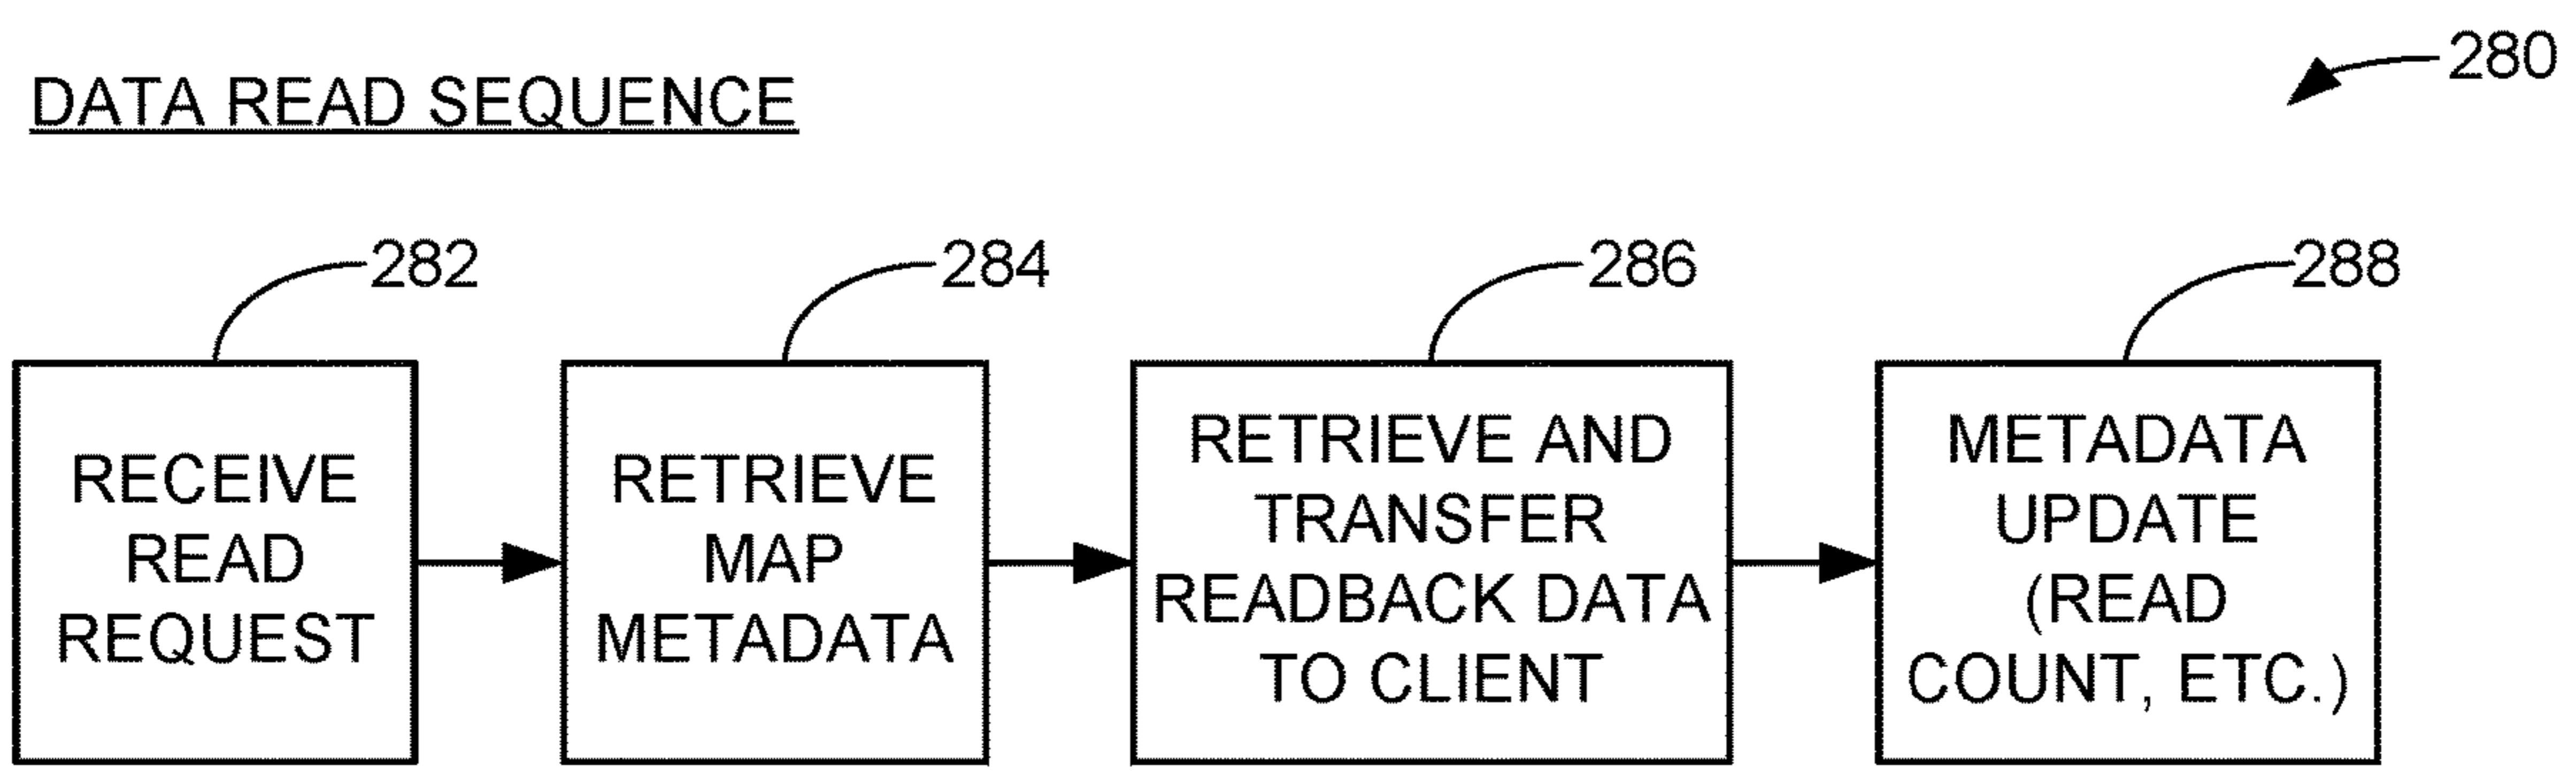 280
DATA READ SEQUENCE
282
284
286
288
RECEIVE
READ
REQUEST
RETRIEVE
MAP
METADATA
RETRIEVE AND
TRANSFER
READBACK DATA
TO CLIENT
METADATA
UPDATE
(READ
COUNT, ETC.)